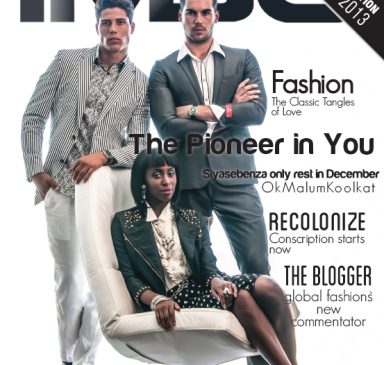 2013
Fashion
The Classic Tangles
of Love
The Pioneer in You
Siyasebenza only rest in December
OkMalumKoolkat
RECOLONIZE
Conscription starts
now
THE BLOGGER
global fashions
new
commentator